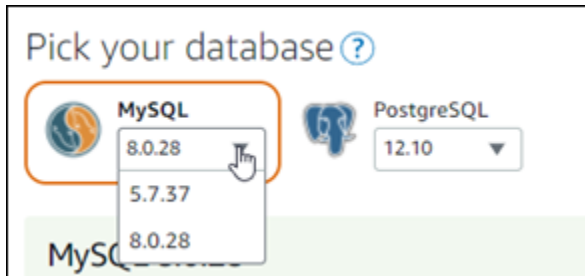 Pick your database ?
MySQL
8.0.28
5.7.37
8.0.28
PostgreSQL
12.10